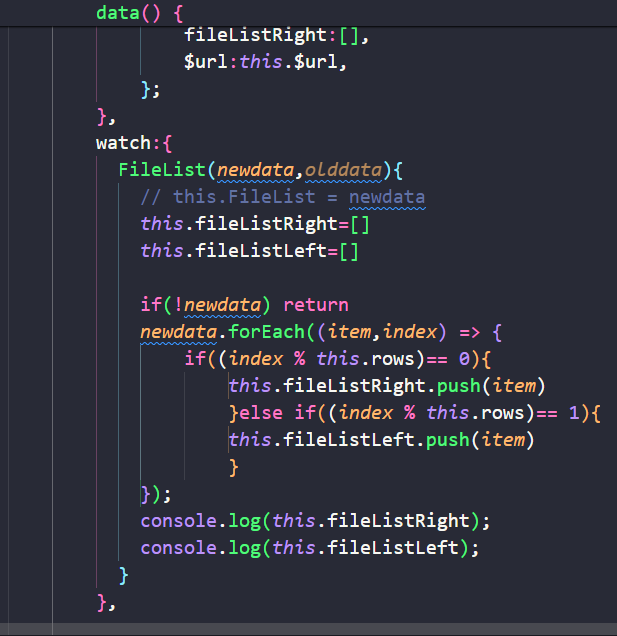 data() {
fileListRight:[],
$url:this.$url,
};
},
watch:{
FileList(newdata,olddata){
// this.FileList = newdata
this.fileListRight=[]
this.fileListLeft=[]
if(!newdata) return
newdata.forEach((item,index) => {
if((index % this.rows)== 0){
this.fileListRight.push(item)
}else if((index % this.rows)== 1){
this.fileListLeft.push(item)
}
});
console.log(this.fileListRight);
console.log(this.fileListLeft);
}
},